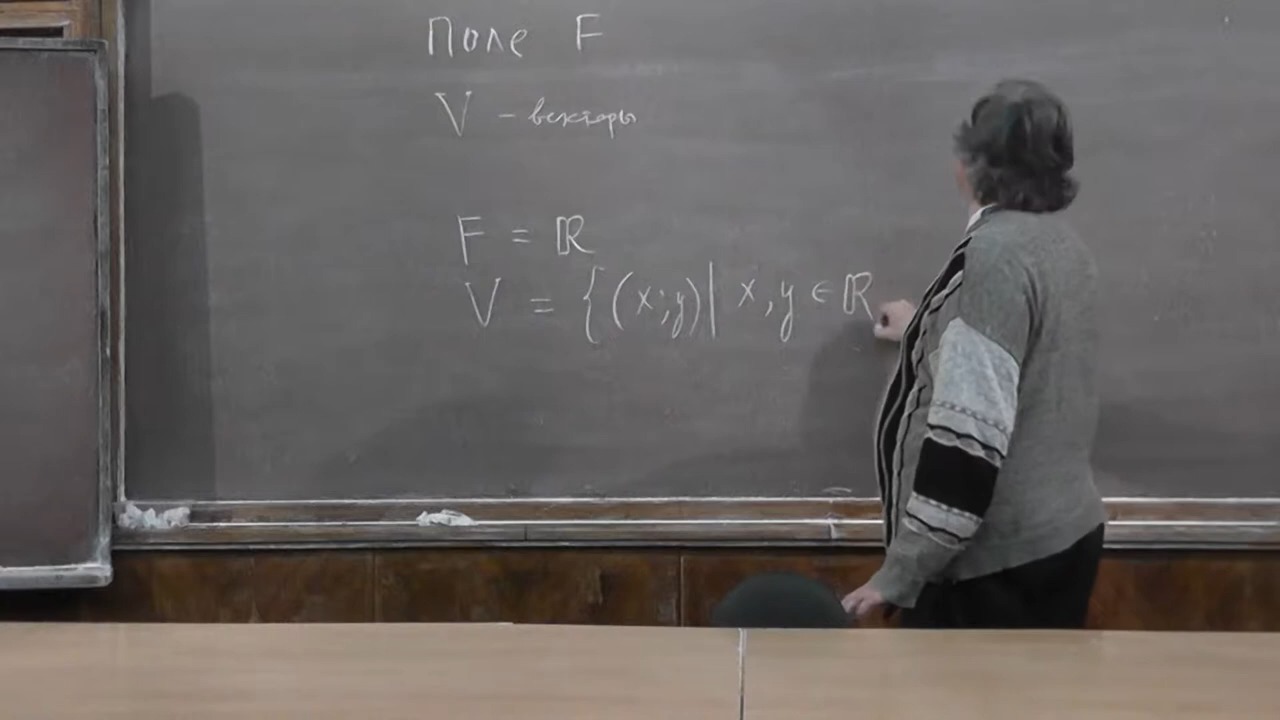 Поле F
V - векторы
F = ℝ
V = {(x;y)| x,y ∈ ℝ